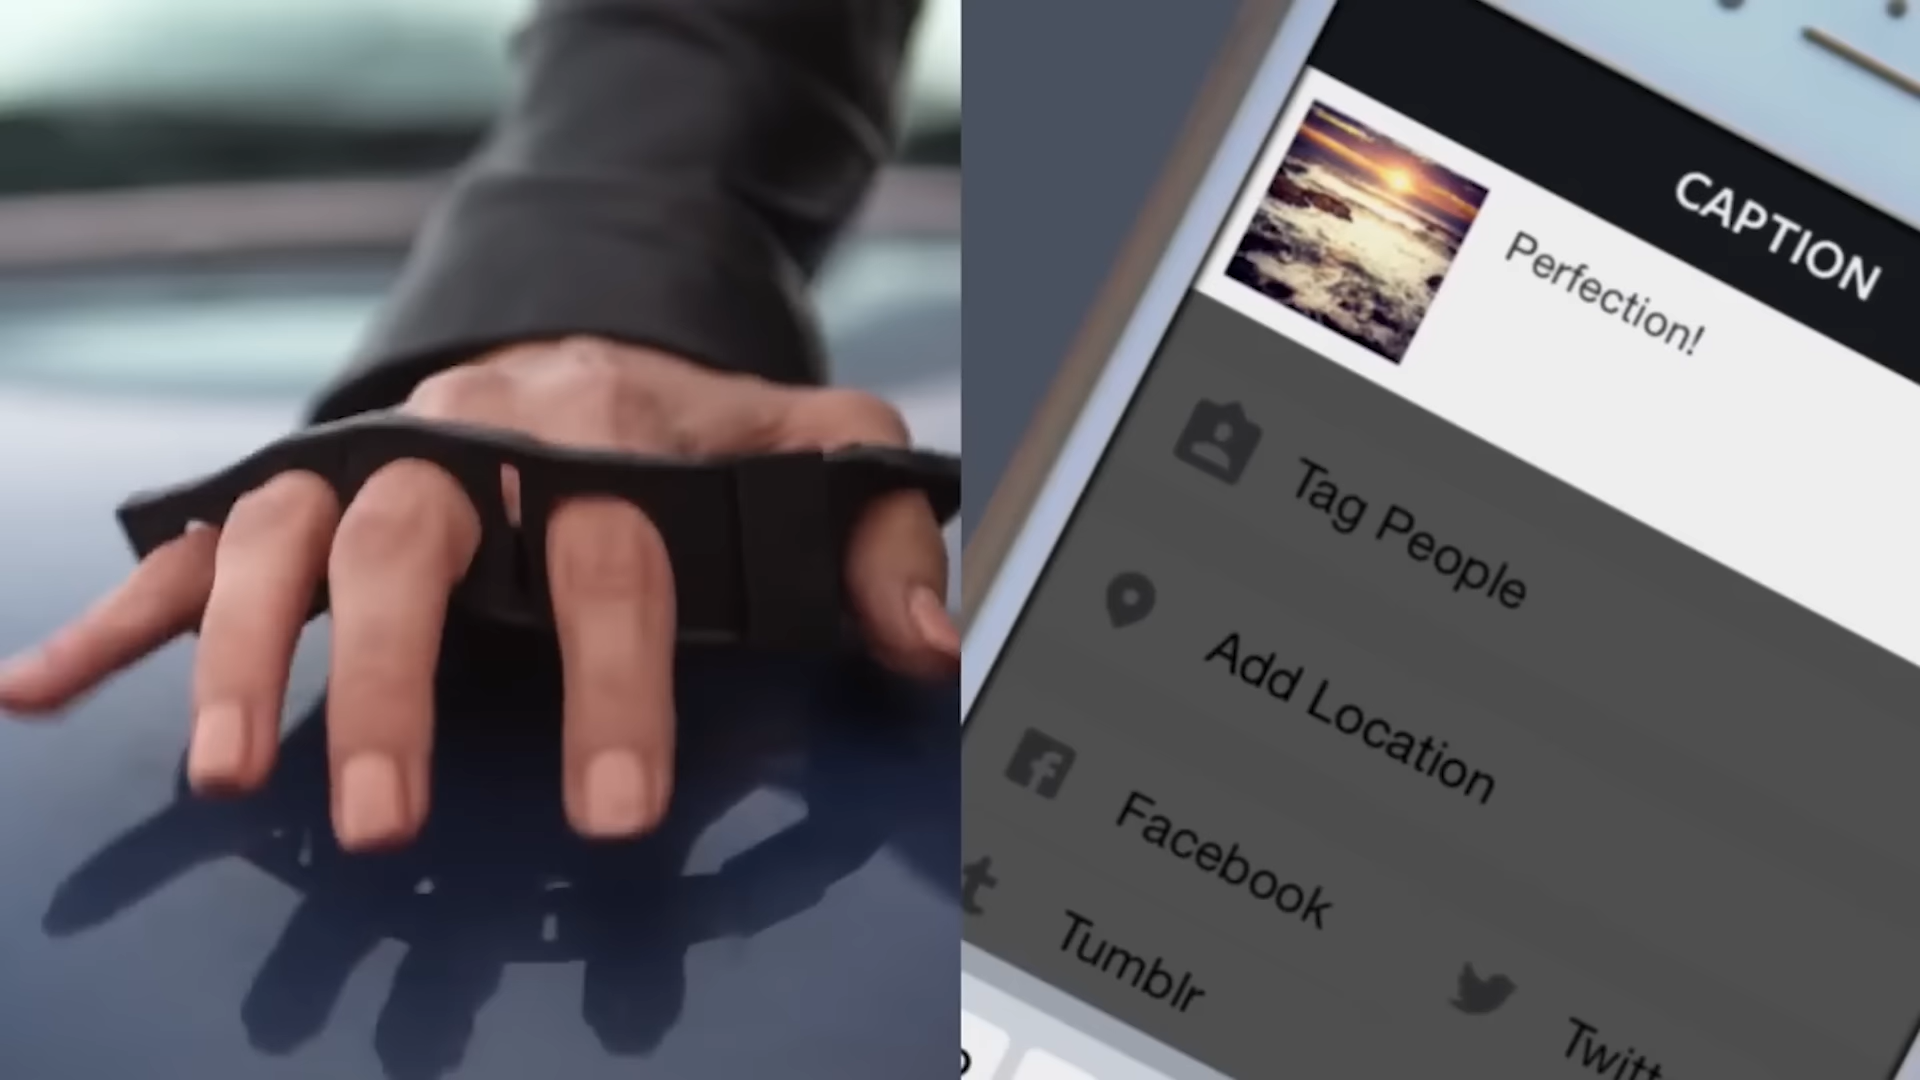 CAPTION
Perfection!
Tag People
Add Location
Facebook
Tumblr